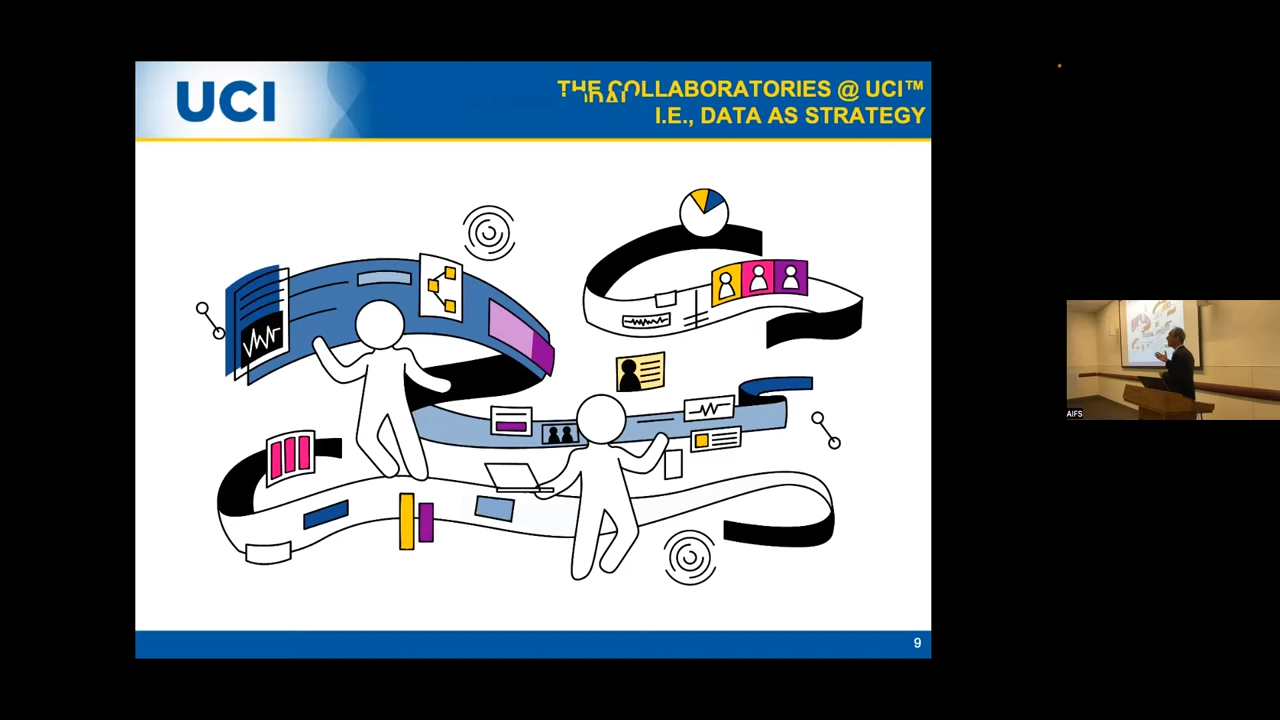 UCI
THE COLLABORATORIES @ UCI™
I.E., DATA AS STRATEGY
9
AIFS